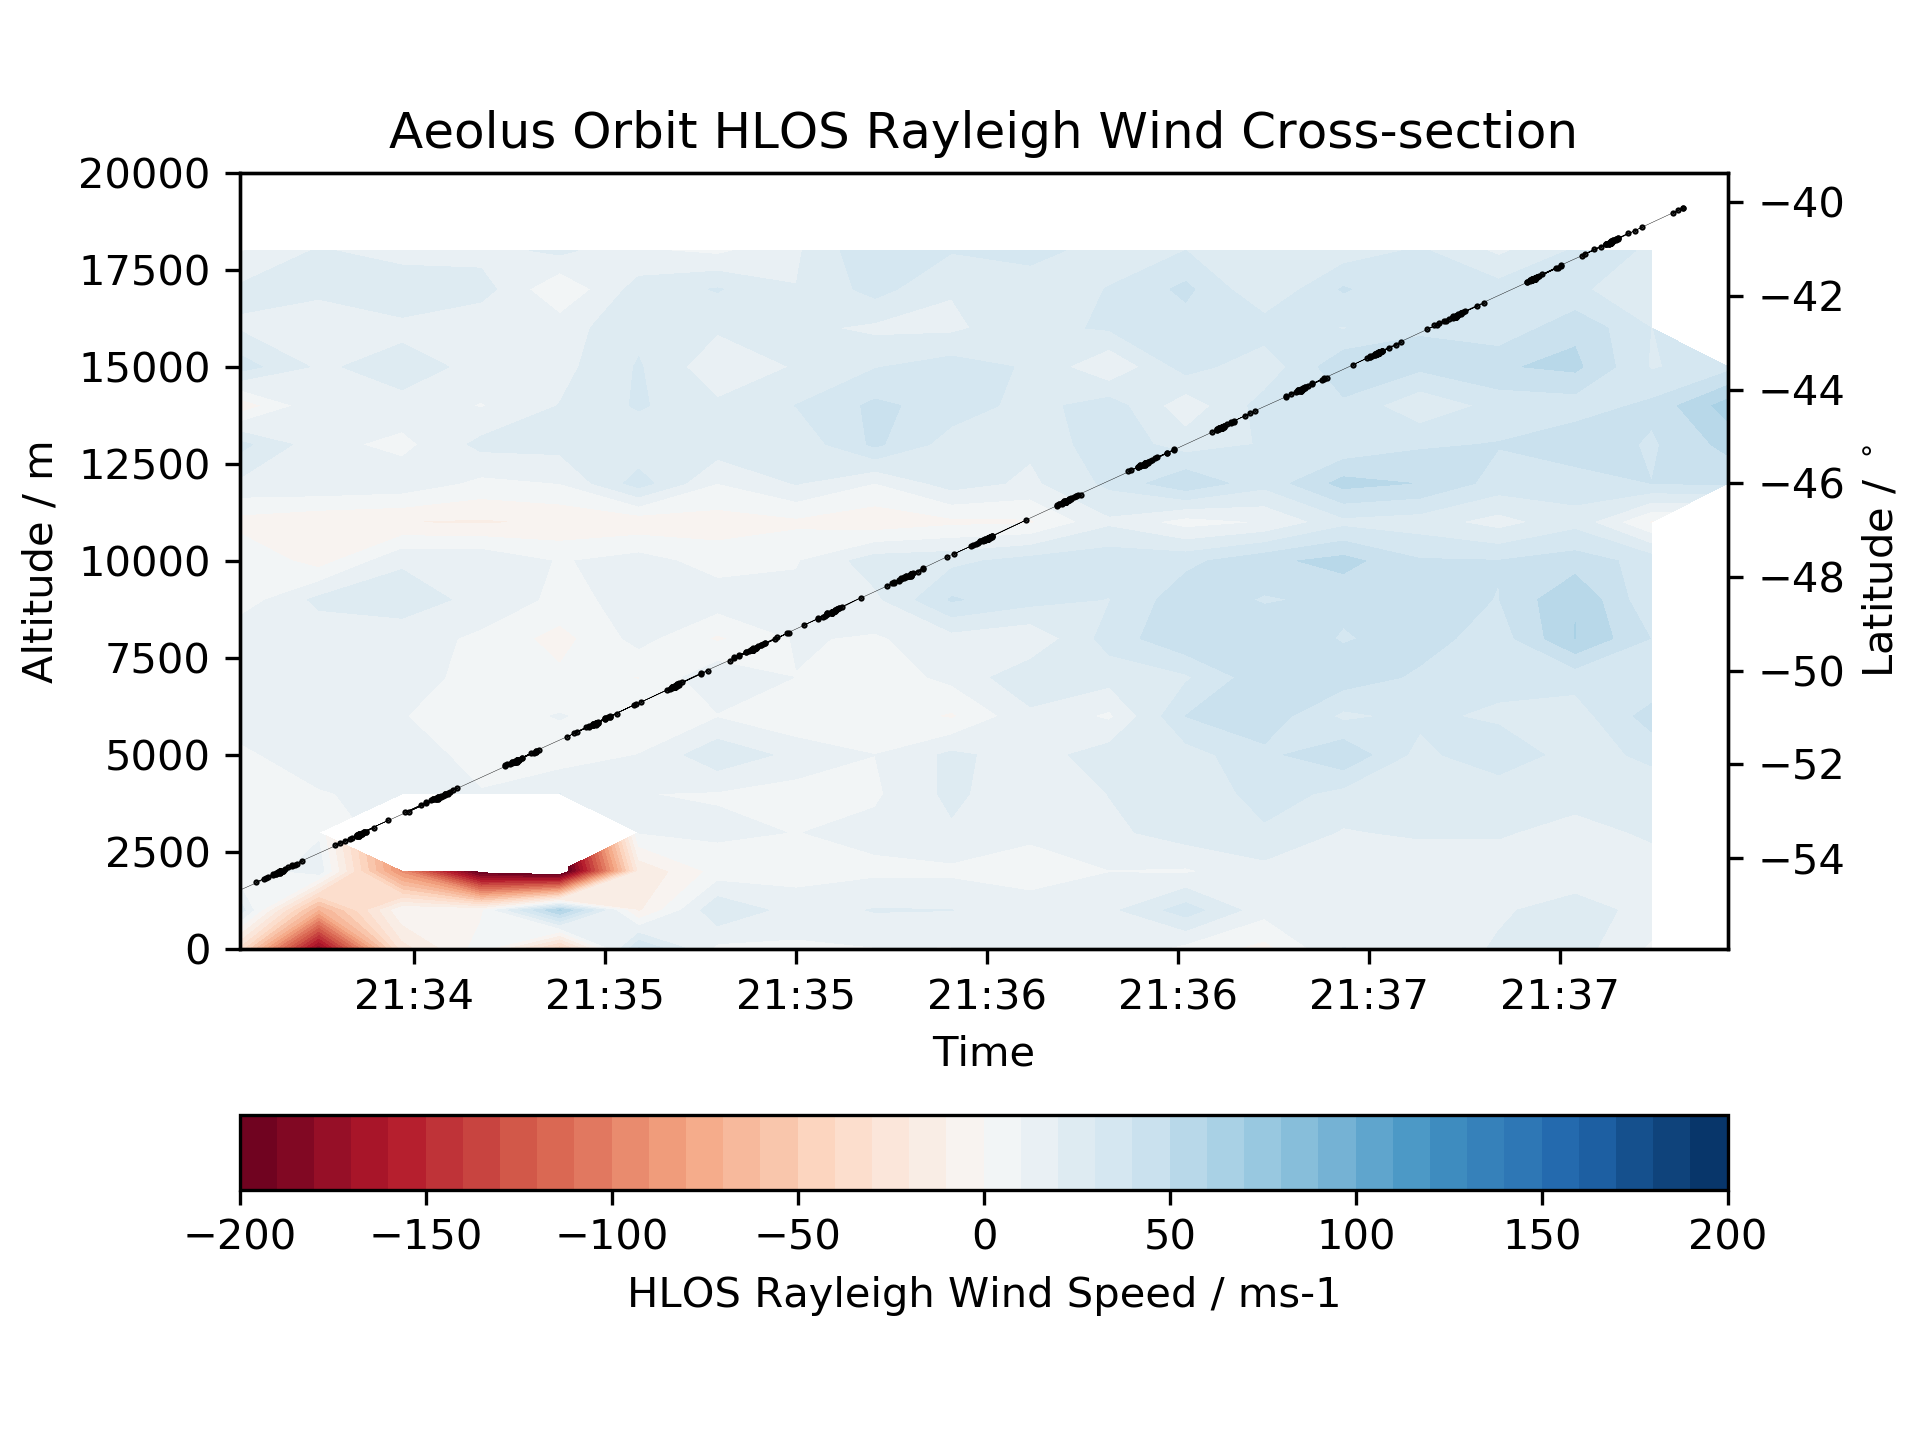 Aeolus Orbit HLOS Rayleigh Wind Cross-section
20000
17500
15000
12500
10000
7500
5000
2500
0
Altitude / m
−40
−42
−44
−46
−48
−50
−52
−54
Latitude / °
21:34 21:35 21:35 21:36 21:36 21:37 21:37
Time
−200 −150 −100 −50 0 50 100 150 200
HLOS Rayleigh Wind Speed / ms-1